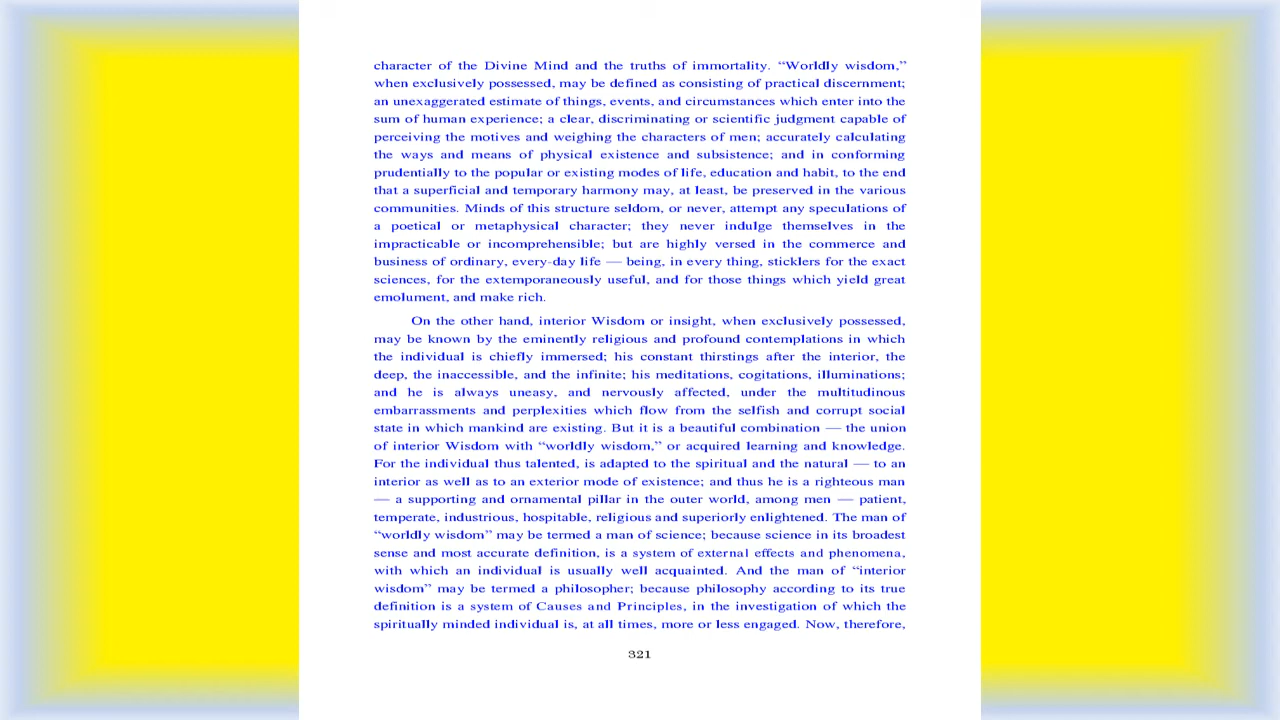 character of the Divine Mind and the truths of immortality. “Worldly wisdom,”
when exclusively possessed, may be defined as consisting of practical discernment;
an unexaggerated estimate of things, events, and circumstances which enter into the
sum of human experience; a clear, discriminating or scientific judgment capable of
perceiving the motives and weighing the characters of men; accurately calculating
the ways and means of physical existence and subsistence; and in conforming
prudentially to the popular or existing modes of life, education and habit, to the end
that a superficial and temporary harmony may, at least, be preserved in the various
communities. Minds of this structure seldom, or never, attempt any speculations of
a poetical or metaphysical character; they never indulge themselves in the
impracticable or incomprehensible; but are highly versed in the commerce and
business of ordinary, every-day life — being, in every thing, sticklers for the exact
sciences, for the extemporaneously useful, and for those things which yield great
emolument, and make rich.
On the other hand, interior Wisdom or insight, when exclusively possessed,
may be known by the eminently religious and profound contemplations in which
the individual is chiefly immersed; his constant thirstings after the interior, the
deep, the inaccessible, and the infinite; his meditations, cogitations, illuminations;
and he is always uneasy, and nervously affected, under the multitudinous
embarrassments and perplexities which flow from the selfish and corrupt social
state in which mankind are existing. But it is a beautiful combination — the union
of interior Wisdom with “worldly wisdom,” or acquired learning and knowledge.
For the individual thus talented, is adapted to the spiritual and the natural — to an
interior as well as to an exterior mode of existence; and thus he is a righteous man
— a supporting and ornamental pillar in the outer world, among men — patient,
temperate, industrious, hospitable, religious and superiorly enlightened. The man of
“worldly wisdom” may be termed a man of science; because science in its broadest
sense and most accurate definition, is a system of external effects and phenomena,
with which an individual is usually well acquainted. And the man of “interior
wisdom” may be termed a philosopher; because philosophy according to its true
definition is a system of Causes and Principles, in the investigation of which the
spiritually minded individual is, at all times, more or less engaged. Now, therefore,
321